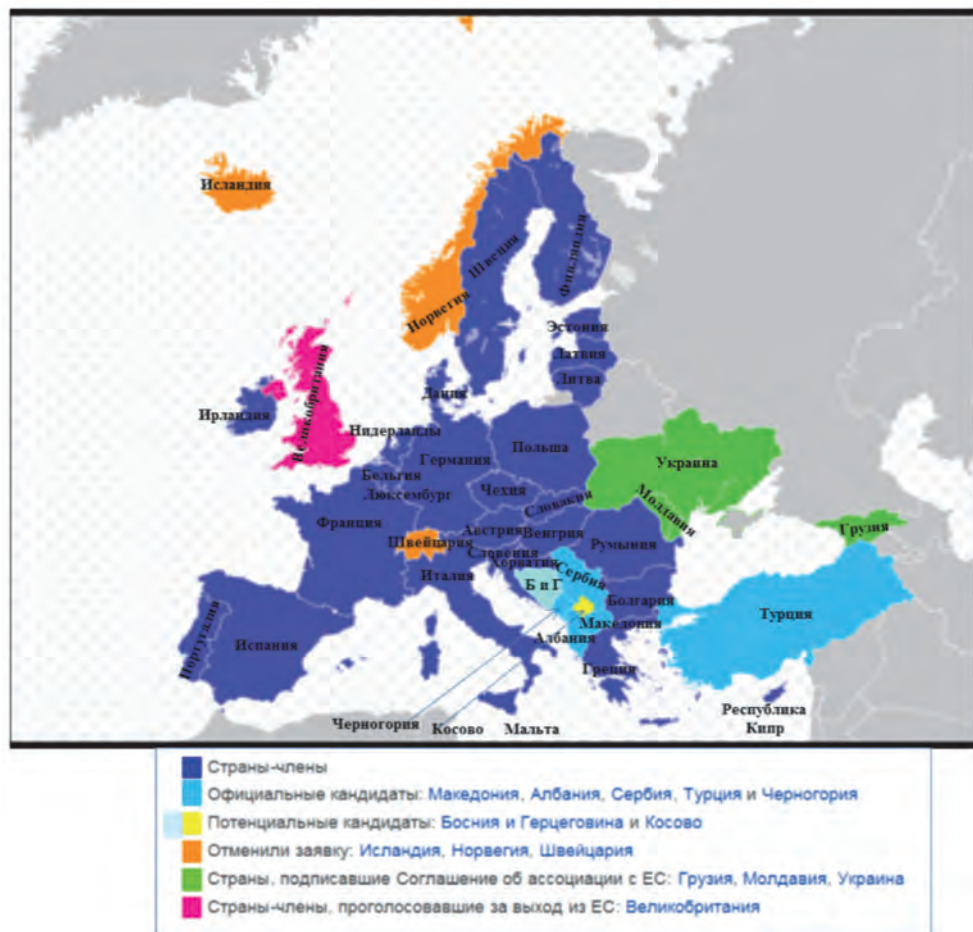 Исландия
Швеция
Финляндия
Норвегия
Эстония
Латвия
Литва
Дания
Великобритания
Ирландия
Нидерланды
Польша
Германия
Украина
Бельгия
Люксембург
Чехия
Словакия
Молдавия
Франция
Австрия
Венгрия
Грузия
Швейцария
Румыния
Словения
Хорватия
Сербия
Италия
Б и Г
Болгария
Турция
Португалия
Испания
Македония
Албания
Греция
Республика
Кипр
Черногория
Косово
Мальта
Страны-члены
Официальные кандидаты: Македония, Албания, Сербия, Турция и Черногория
Потенциальные кандидаты: Босния и Герцеговина и Косово
Отменили заявку: Исландия, Норвегия, Швейцария
Страны, подписавшие Соглашение об ассоциации с ЕС: Грузия, Молдавия, Украина
Страны-члены, проголосовавшие за выход из ЕС: Великобритания